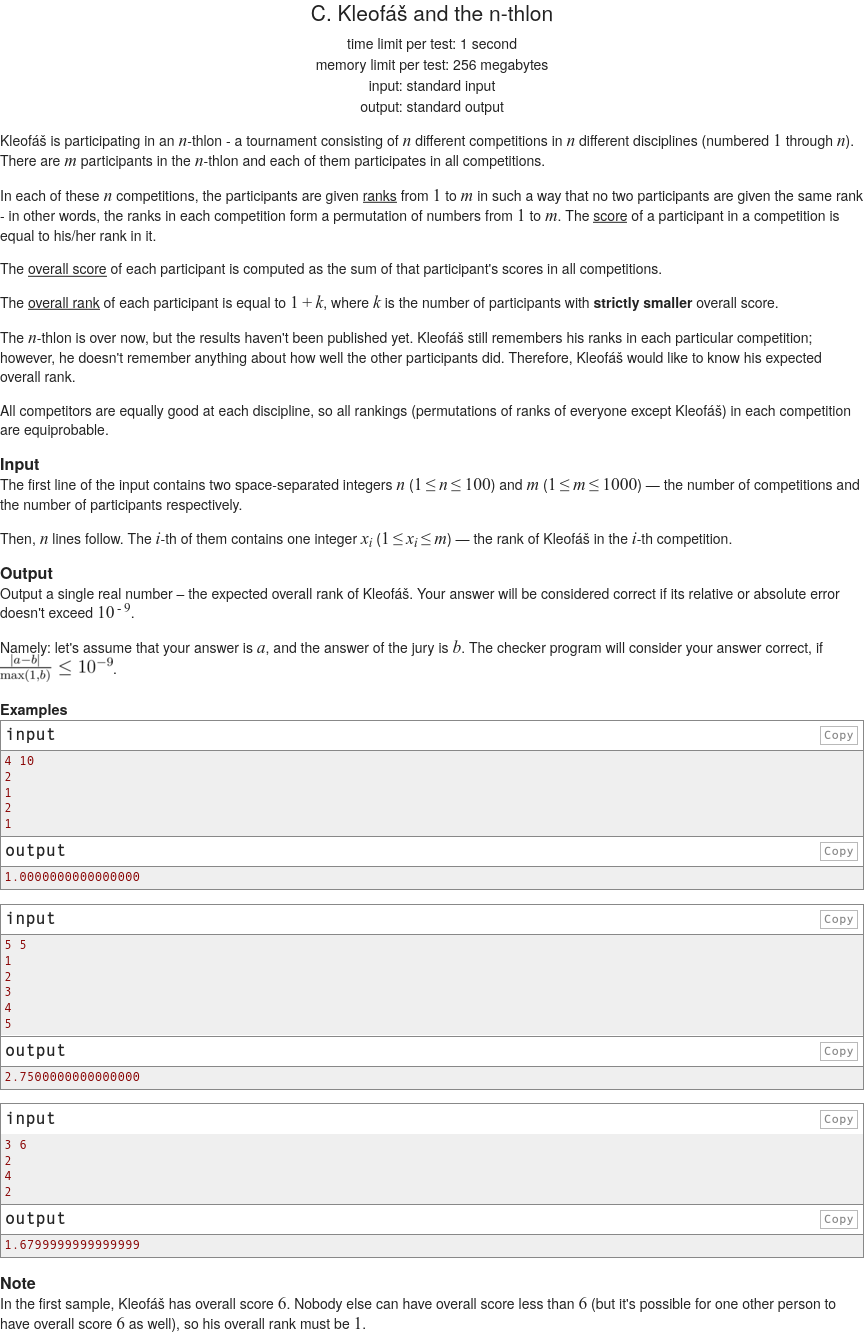 C. Kleofáš and the n-thlon
time limit per test: 1 second
memory limit per test: 256 megabytes
input: standard input
output: standard output
Kleofáš is participating in an n-thlon - a tournament consisting of n different competitions in n different disciplines (numbered 1 through n).
There are m participants in the n-thlon and each of them participates in all competitions.
In each of these n competitions, the participants are given ranks from 1 to m in such a way that no two participants are given the same rank
- in other words, the ranks in each competition form a permutation of numbers from 1 to m. The score of a participant in a competition is
equal to his/her rank in it.
The overall score of each participant is computed as the sum of that participant's scores in all competitions.
The overall rank of each participant is equal to 1 + k, where k is the number of participants with strictly smaller overall score.
The n-thlon is over now, but the results haven't been published yet. Kleofáš still remembers his ranks in each particular competition;
however, he doesn't remember anything about how well the other participants did. Therefore, Kleofáš would like to know his expected
overall rank.
All competitors are equally good at each discipline, so all rankings (permutations of ranks of everyone except Kleofáš) in each competition
are equiprobable.
Input
The first line of the input contains two space-separated integers n (1 ≤ n ≤ 100) and m (1 ≤ m ≤ 1000) — the number of competitions and
the number of participants respectively.
Then, n lines follow. The i-th of them contains one integer x_i (1 ≤ x_i ≤ m) — the rank of Kleofáš in the i-th competition.
Output
Output a single real number – the expected overall rank of Kleofáš. Your answer will be considered correct if its relative or absolute error
doesn't exceed 10^{-9}.
Namely: let's assume that your answer is a, and the answer of the jury is b. The checker program will consider your answer correct, if
|a−b| / max(1,b) ≤ 10^{−9}.
Examples
input Copy
4 10
2
1
2
1
output Copy
1.0000000000000000
input Copy
5 5
1
2
3
4
5
output Copy
2.7500000000000000
input Copy
3 6
2
4
2
output Copy
1.6799999999999999
Note
In the first sample, Kleofáš has overall score 6. Nobody else can have overall score less than 6 (but it's possible for one other person to
have overall score 6 as well), so his overall rank must be 1.